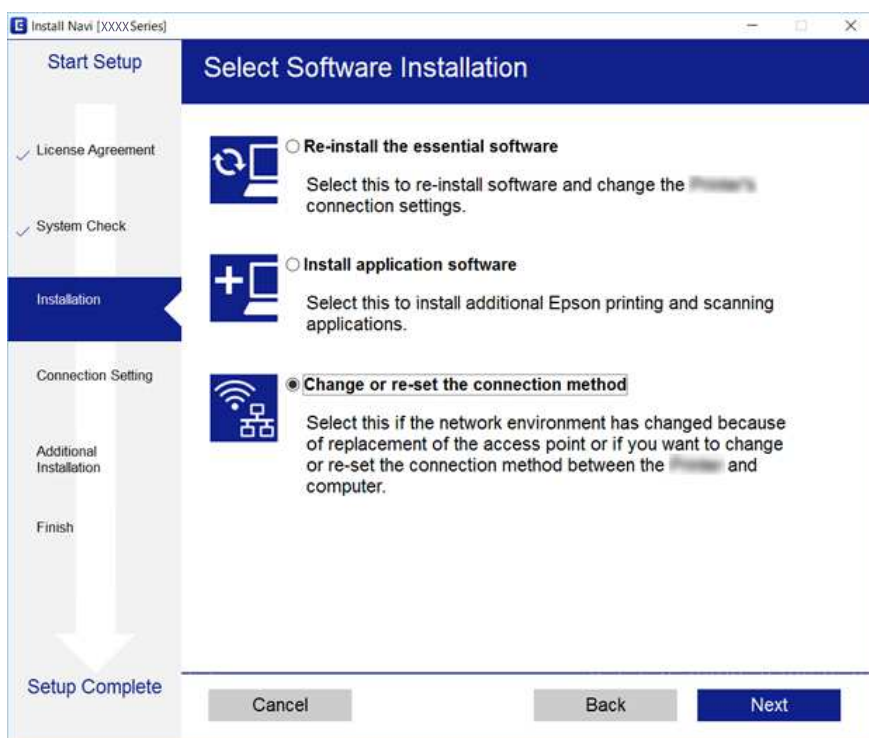 Install Navi [XXXX Series]
Start Setup
Select Software Installation
License Agreement
System Check
Installation
Connection Setting
Additional
Installation
Finish
Setup Complete
Re-install the essential software
Select this to re-install software and change the
connection settings.
Install application software
Select this to install additional Epson printing and scanning
applications.
Change or re-set the connection method
Select this if the network environment has changed because
of replacement of the access point or if you want to change
or re-set the connection method between the and
computer.
Cancel
Back
Next